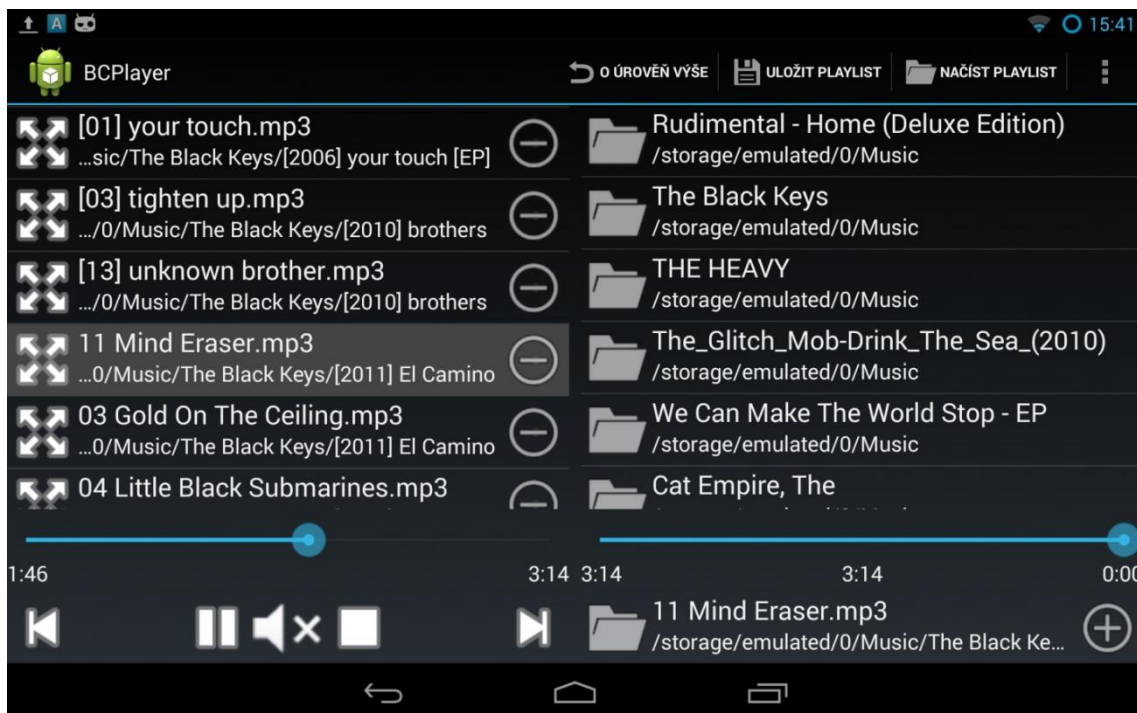 A
15:41
BCPlayer
O ÚROVĚŇ VÝŠE
ULOŽIT PLAYLIST
NAČÍST PLAYLIST
[01] your touch.mp3
...sic/The Black Keys/[2006] your touch [EP]
[03] tighten up.mp3
.../0/Music/The Black Keys/[2010] brothers
[13] unknown brother.mp3
.../0/Music/The Black Keys/[2010] brothers
11 Mind Eraser.mp3
...0/Music/The Black Keys/[2011] El Camino
03 Gold On The Ceiling.mp3
...0/Music/The Black Keys/[2011] El Camino
04 Little Black Submarines.mp3
1:46
3:14
Rudimental - Home (Deluxe Edition)
/storage/emulated/0/Music
The Black Keys
/storage/emulated/0/Music
THE HEAVY
/storage/emulated/0/Music
The_Glitch_Mob-Drink_The_Sea_(2010)
/storage/emulated/0/Music
We Can Make The World Stop - EP
/storage/emulated/0/Music
Cat Empire, The
3:14
3:14
0:00
11 Mind Eraser.mp3
/storage/emulated/0/Music/The Black Ke...